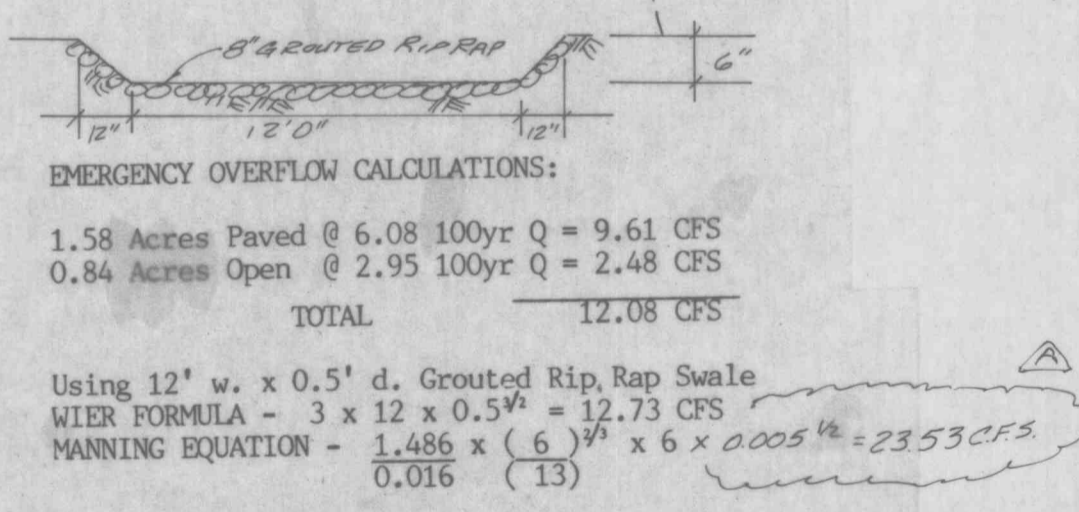 8" GROUTED RIP RAP
6"
12" 12'0" 12"
EMERGENCY OVERFLOW CALCULATIONS:
1.58 Acres Paved @ 6.08 100yr Q = 9.61 CFS
0.84 Acres Open @ 2.95 100yr Q = 2.48 CFS
TOTAL 12.08 CFS
A
Using 12' w. x 0.5' d. Grouted Rip Rap Swale
WIER FORMULA - 3 x 12 x 0.5^3/2 = 12.73 CFS
MANNING EQUATION - 1.486 x ( 6 )^2/3 x 6 x 0.005^1/2 = 23.53 C.F.S.
0.016 ( 13)